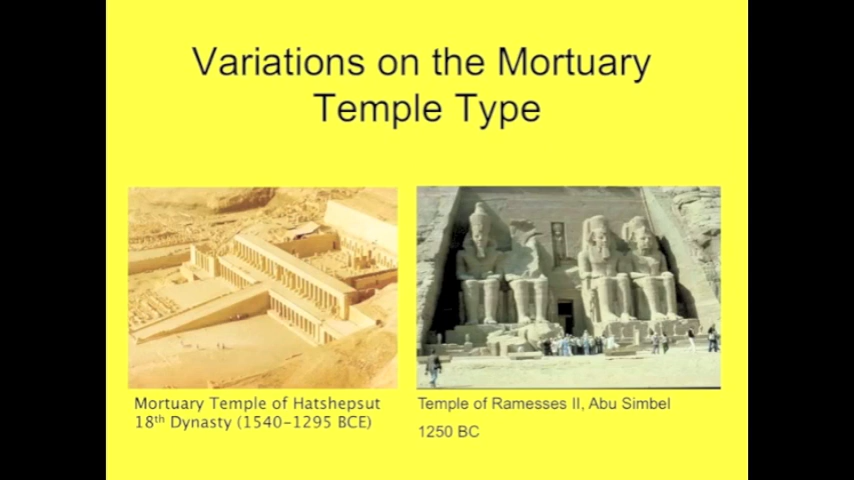 Variations on the Mortuary
Temple Type
Mortuary Temple of Hatshepsut
18th Dynasty (1540-1295 BCE)
Temple of Ramesses II, Abu Simbel
1250 BC